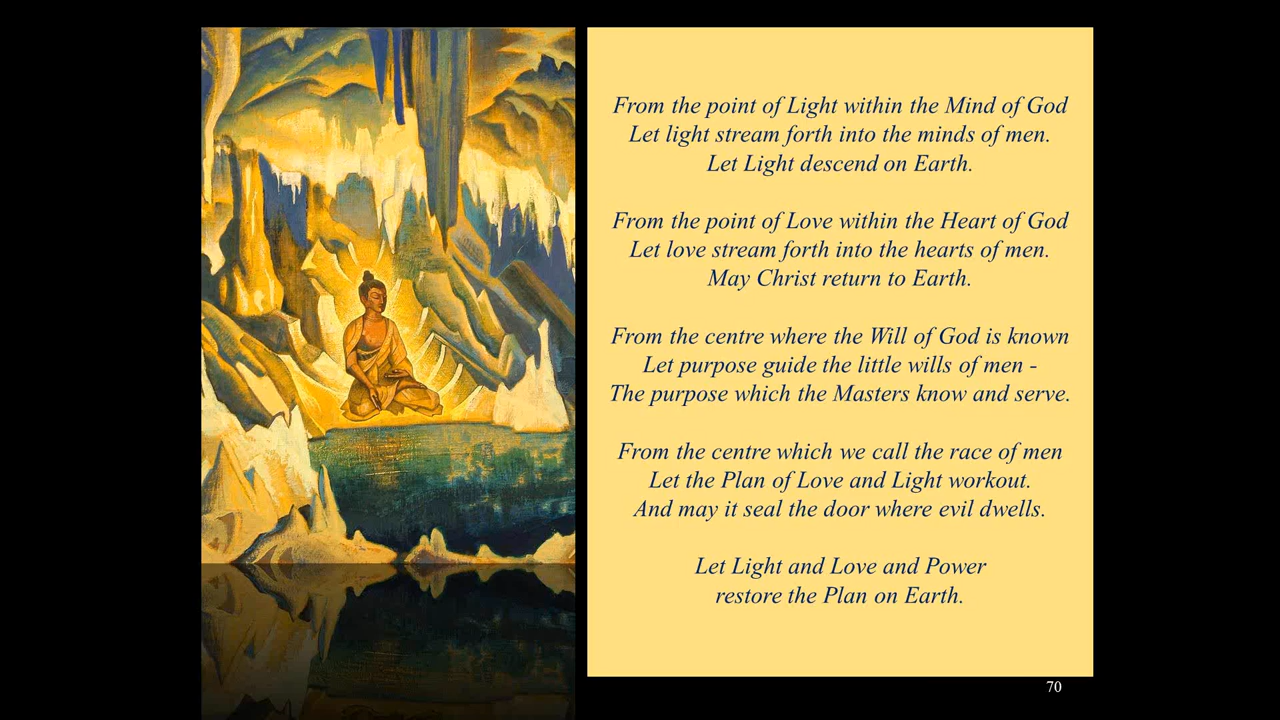 From the point of Light within the Mind of God
Let light stream forth into the minds of men.
Let Light descend on Earth.
From the point of Love within the Heart of God
Let love stream forth into the hearts of men.
May Christ return to Earth.
From the centre where the Will of God is known
Let purpose guide the little wills of men -
The purpose which the Masters know and serve.
From the centre which we call the race of men
Let the Plan of Love and Light workout.
And may it seal the door where evil dwells.
Let Light and Love and Power
restore the Plan on Earth.
70